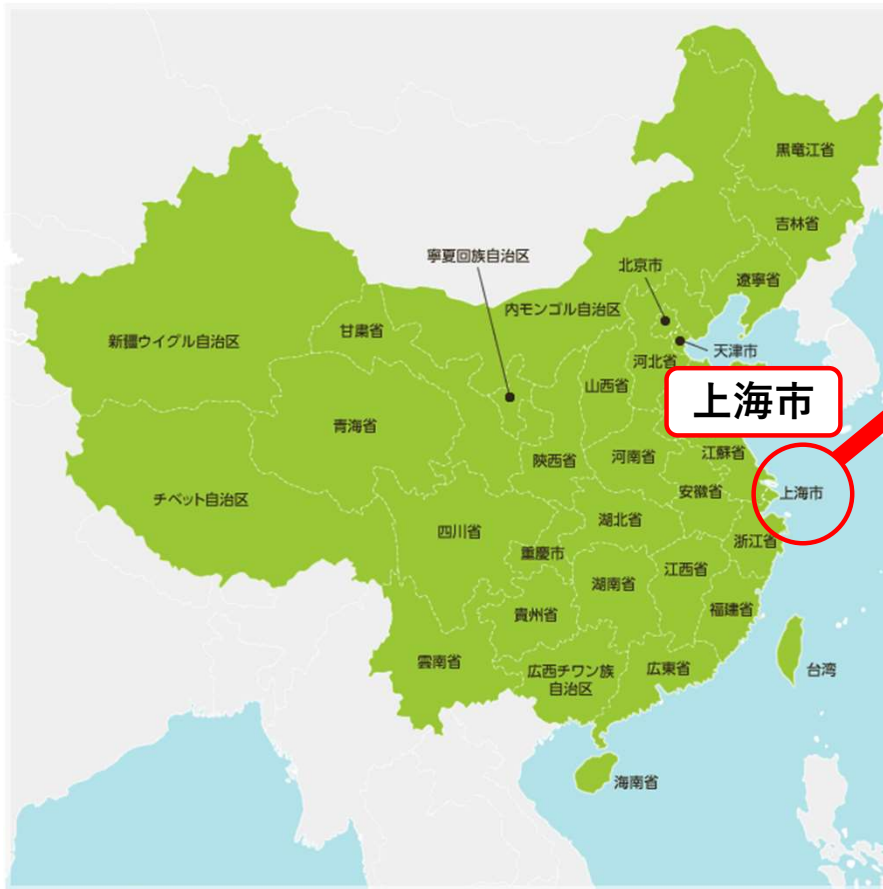 黒竜江省
吉林省
寧夏回族自治区
北京市
遼寧省
内モンゴル自治区
甘粛省
新疆ウイグル自治区
天津市
河北省
山西省
上海市
青海省
陝西省
河南省
江蘇省
チベット自治区
安徽省
上海市
湖北省
四川省
重慶市
浙江省
江西省
湖南省
貴州省
福建省
雲南省
広西チワン族
自治区
広東省
台湾
海南省